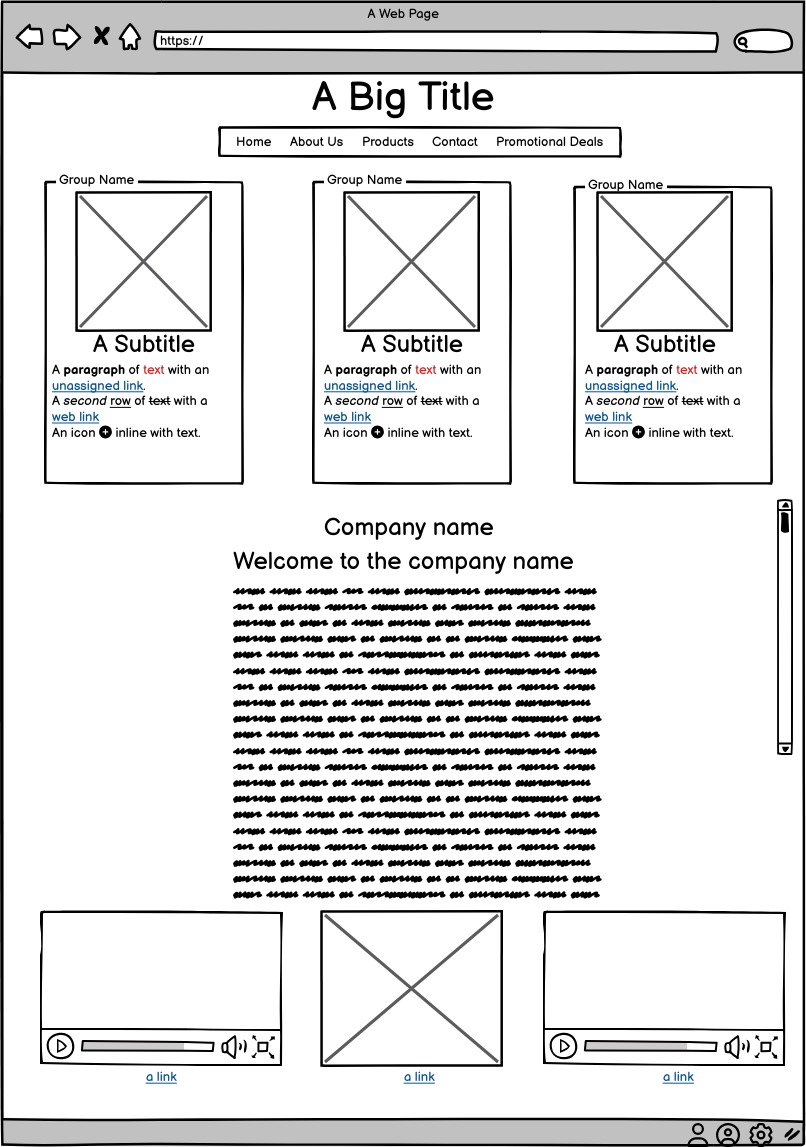 A Web Page
https://
A Big Title
Home About Us Products Contact Promotional Deals
Group Name
A Subtitle
A paragraph of text with an
unassigned link.
A second row of text with a
web link
An icon + inline with text.
Group Name
A Subtitle
A paragraph of text with an
unassigned link.
A second row of text with a
web link
An icon + inline with text.
Group Name
A Subtitle
A paragraph of text with an
unassigned link.
A second row of text with a
web link
An icon + inline with text.
Company name
Welcome to the company name
a link
a link
a link